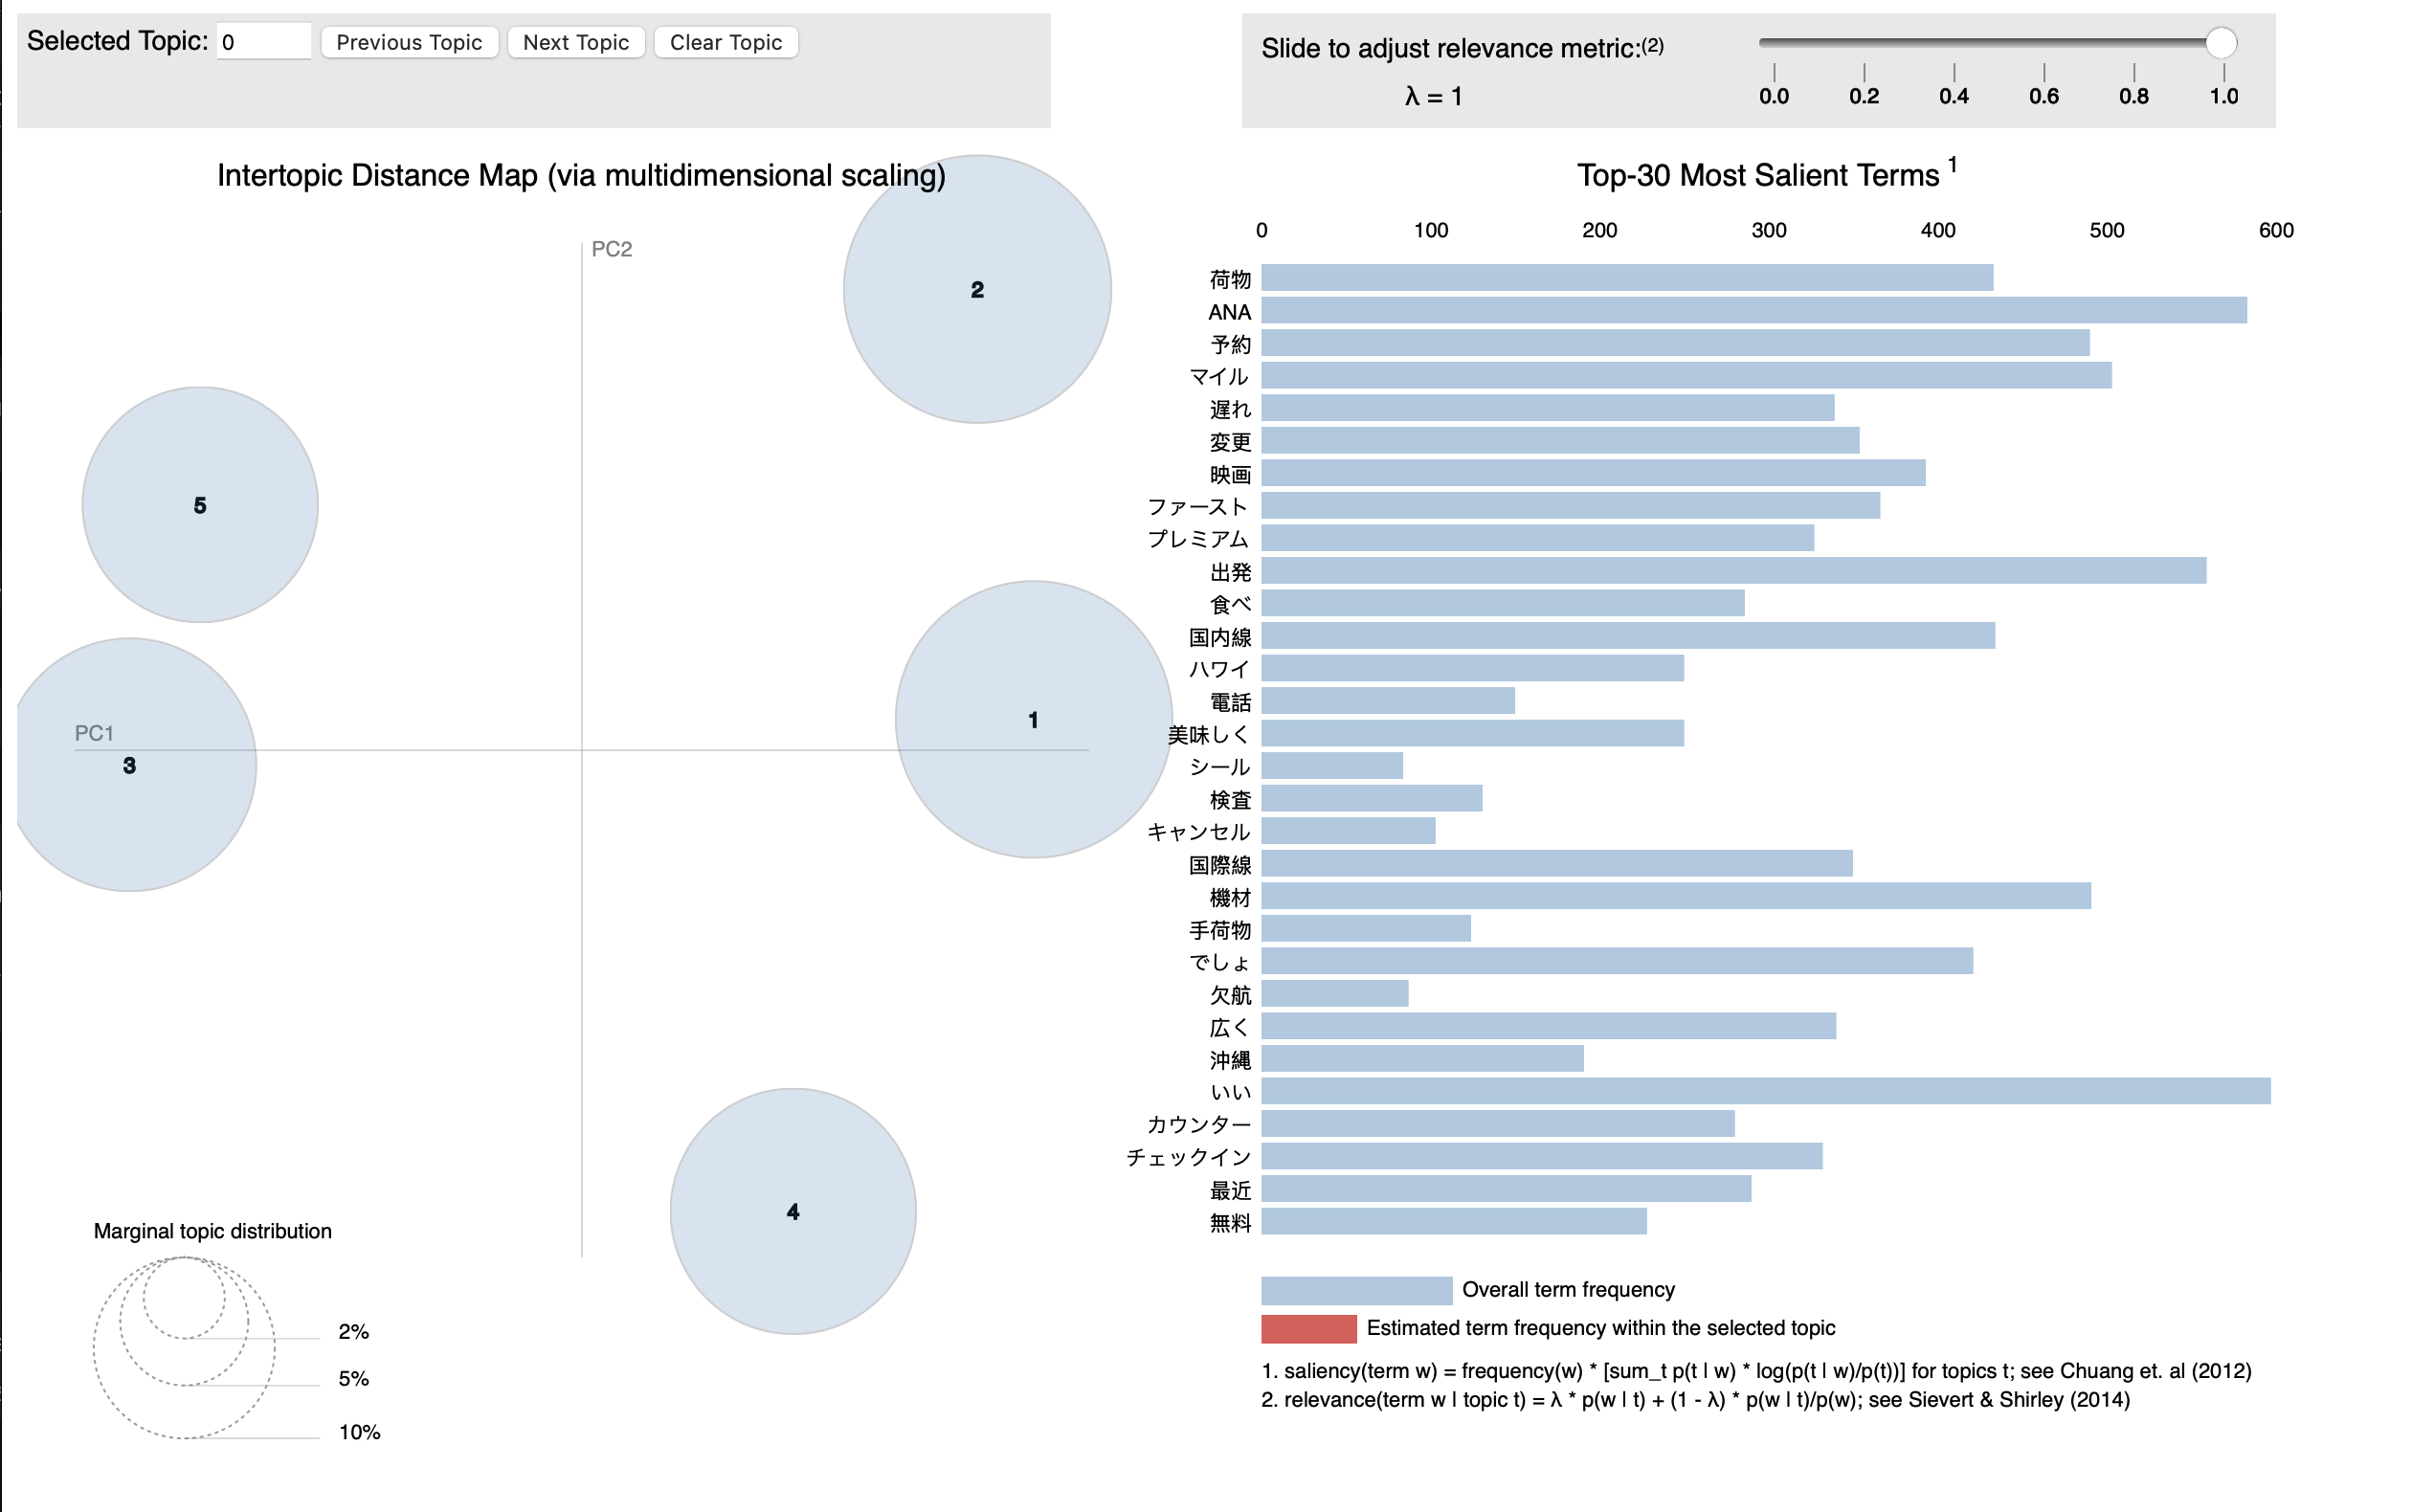 Selected Topic: 0 Previous Topic Next Topic Clear Topic
Slide to adjust relevance metric:(2)
λ = 1
0.0 0.2 0.4 0.6 0.8 1.0
Intertopic Distance Map (via multidimensional scaling)
PC2
2
5
1
PC1
3
4
Marginal topic distribution
2%
5%
10%
Top-30 Most Salient Terms 1
0 100 200 300 400 500 600
荷物
ANA
予約
マイル
遅れ
変更
映画
ファースト
プレミアム
出発
食べ
国内線
ハワイ
電話
美味しく
シール
検査
キャンセル
国際線
機材
手荷物
でしょ
欠航
広く
沖縄
いい
カウンター
チェックイン
最近
無料
Overall term frequency
Estimated term frequency within the selected topic
1. saliency(term w) = frequency(w) * [sum_t p(t | w) * log(p(t | w)/p(t))] for topics t; see Chuang et. al (2012)
2. relevance(term w | topic t) = λ * p(w | t) + (1 - λ) * p(w | t)/p(w); see Sievert & Shirley (2014)